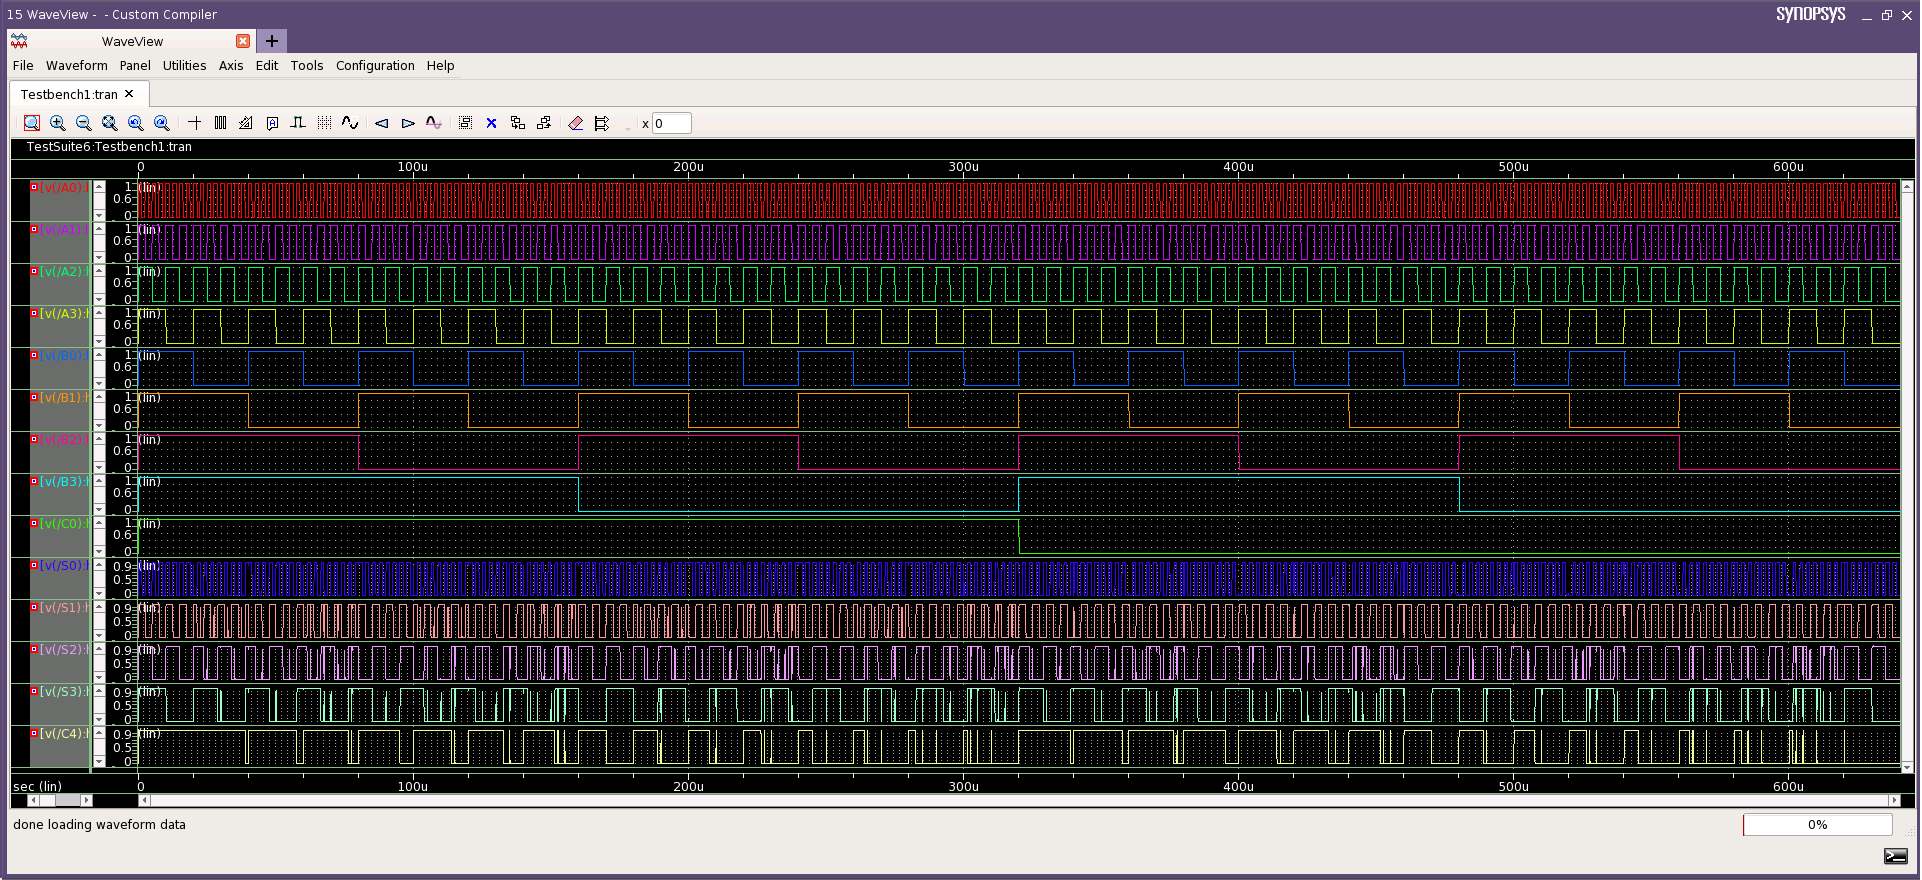 15 WaveView - - Custom Compiler
SYNOPSYS
WaveView
File Waveform Panel Utilities Axis Edit Tools Configuration Help
Testbench1:tran
x 0
TestSuite6:Testbench1:tran
0 100u 200u 300u 400u 500u 600u
[v(/A0): 1 0.6 0 (lin)
[v(/A1): 1 0.6 0 (lin)
[v(/A2): 1 0.6 0 (lin)
[v(/A3): 1 0.6 0 (lin)
[v(/B0): 1 0.6 0 (lin)
[v(/B1): 1 0.6 0 (lin)
[v(/B2): 1 0.6 0 (lin)
[v(/B3): 1 0.6 0 (lin)
[v(/C0): 1 0.6 0 (lin)
[v(/S0): 0.9 0.5 0 (lin)
[v(/S1): 0.9 0.5 0 (lin)
[v(/S2): 0.9 0.5 0 (lin)
[v(/S3): 0.9 0.5 0 (lin)
[v(/C4): 0.9 0.5 0 (lin)
sec (lin) 0 100u 200u 300u 400u 500u 600u
done loading waveform data
0%